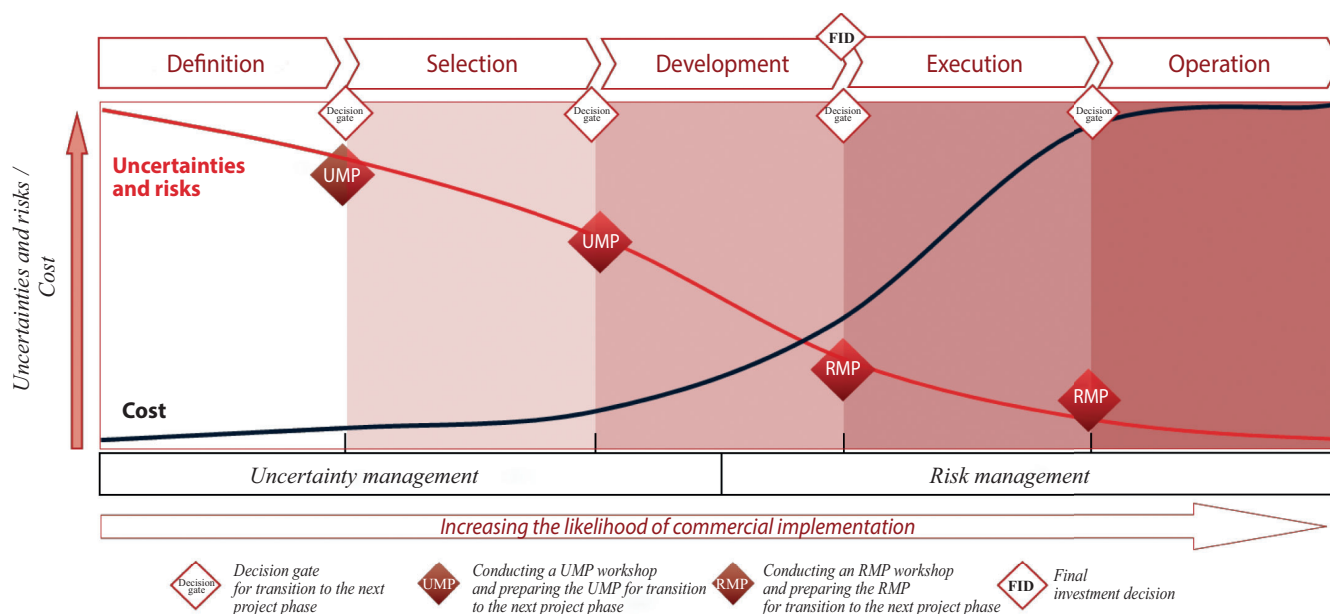 FID
Definition
Selection
Development
Execution
Operation
Decision
gate
Decision
gate
Decision
gate
Decision
gate
Uncertainties and risks /
Cost
Uncertainties
and risks
UMP
UMP
RMP
RMP
Cost
Uncertainty management
Risk management
Increasing the likelihood of commercial implementation
Decision
gate
Decision gate
for transition to the next
project phase
UMP
Conducting a UMP workshop
and preparing the UMP for transition
to the next project phase
RMP
Conducting an RMP workshop
and preparing the RMP
for transition to the next project phase
FID
Final
investment decision